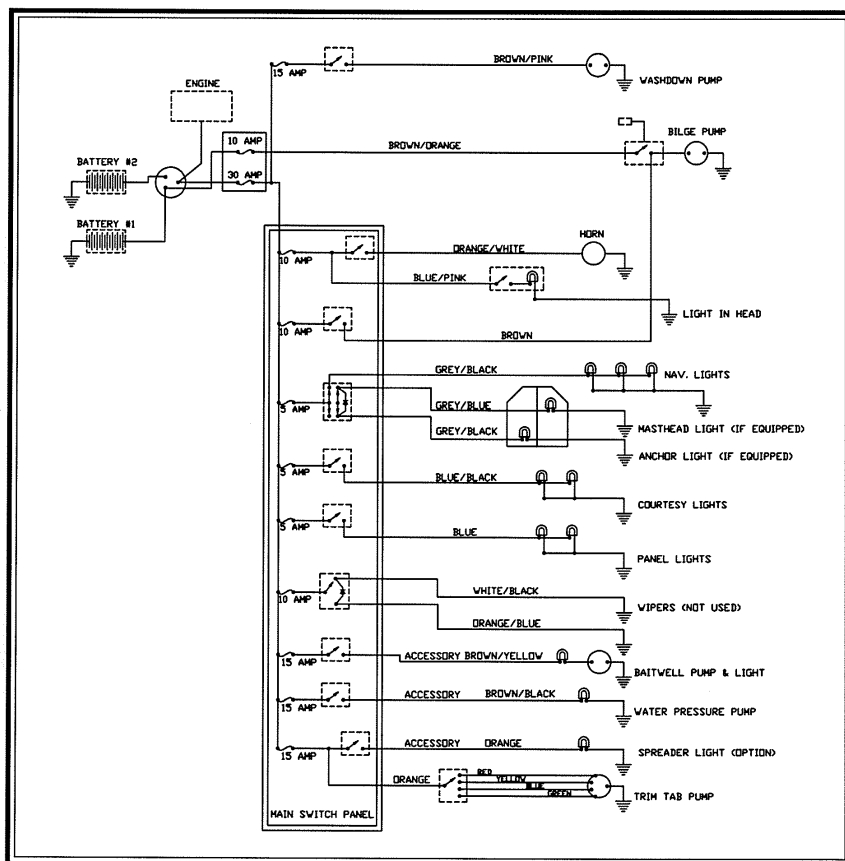 BROWN/PINK
15 AMP
WASHDOWN PUMP
ENGINE
10 AMP
BROWN/ORANGE
BILGE PUMP
BATTERY #2
30 AMP
BATTERY #1
HORN
ORANGE/WHITE
10 AMP
BLUE/PINK
LIGHT IN HEAD
10 AMP
BROWN
GREY/BLACK
NAV. LIGHTS
5 AMP
GREY/BLUE
MASTHEAD LIGHT (IF EQUIPPED)
GREY/BLACK
ANCHOR LIGHT (IF EQUIPPED)
5 AMP
BLUE/BLACK
COURTESY LIGHTS
5 AMP
BLUE
PANEL LIGHTS
WHITE/BLACK
10 AMP
WIPERS (NOT USED)
ORANGE/BLUE
ACCESSORY BROWN/YELLOW
15 AMP
BAITWELL PUMP & LIGHT
ACCESSORY BROWN/BLACK
15 AMP
WATER PRESSURE PUMP
ACCESSORY ORANGE
15 AMP
SPREADER LIGHT (OPTION)
ORANGE
RED
YELLOW
BLUE
GREEN
TRIM TAB PUMP
MAIN SWITCH PANEL